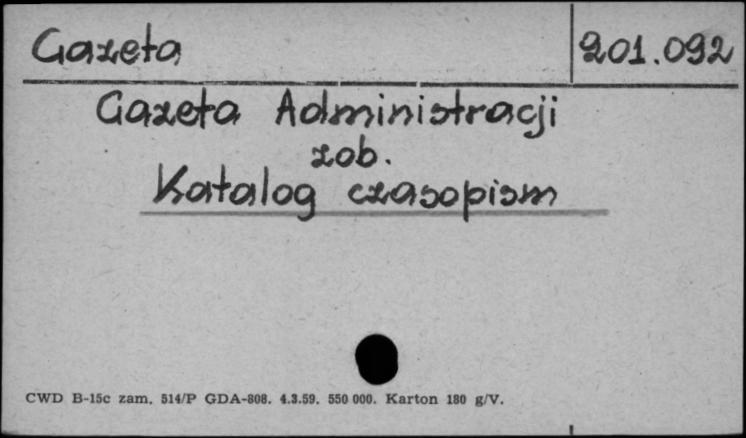 Gazeta 201.092
Gazeta Administracji
zob.
Katalog czasopism
CWD B-15c zam. 514/P GDA-808. 4.3.59. 550 000. Karton 180 g/V.